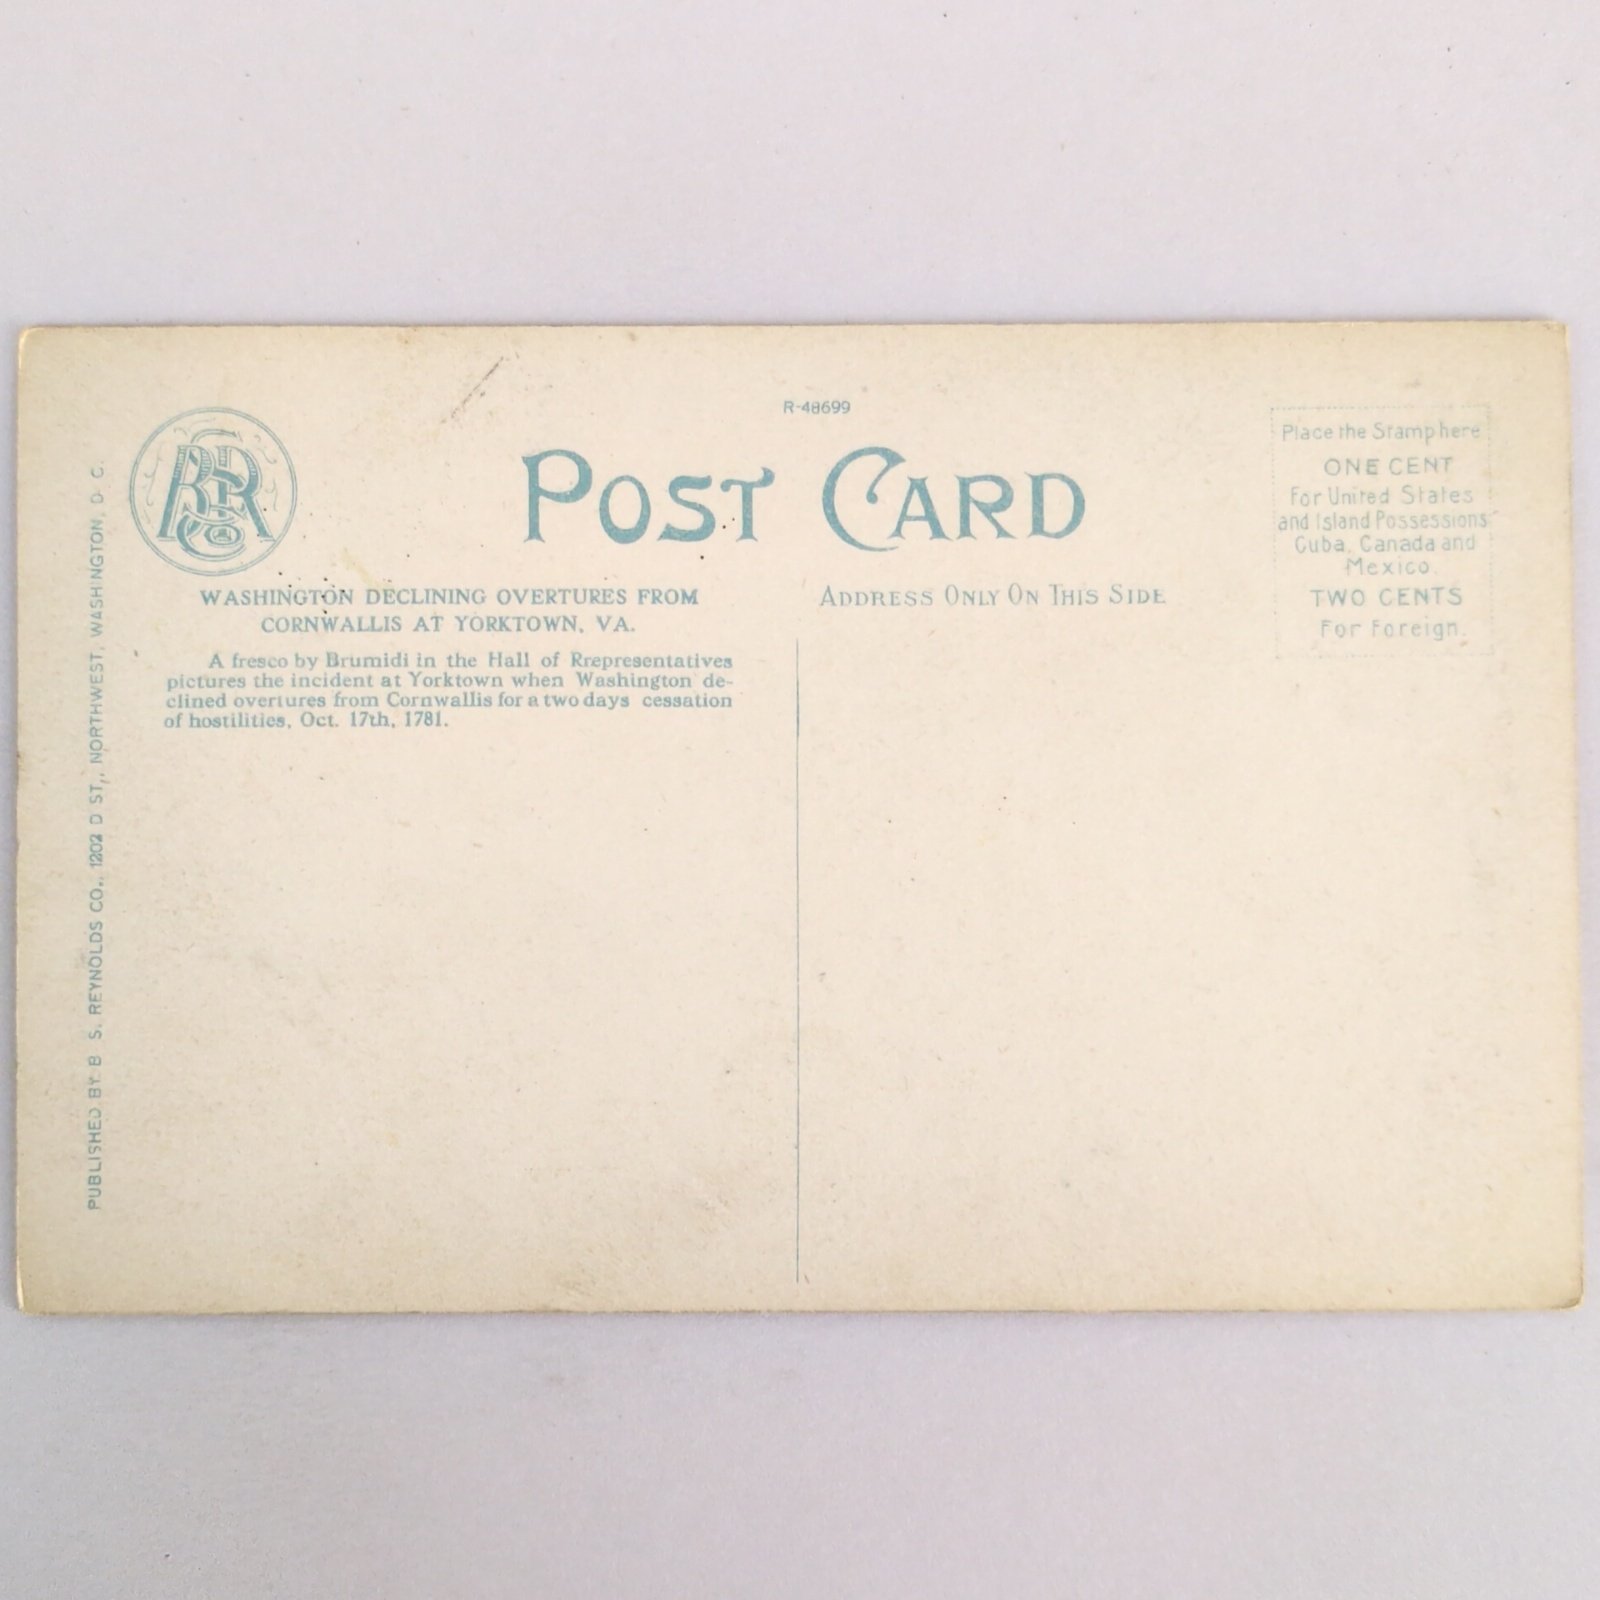 R-48699
POST CARD
WASHINGTON DECLINING OVERTURES FROM
CORNWALLIS AT YORKTOWN, VA.
A fresco by Brumidi in the Hall of Rrepresentatives
pictures the incident at Yorktown when Washington de-
clined overtures from Cornwallis for a two days cessation
of hostilities, Oct. 17th, 1781.
ADDRESS ONLY ON THIS SIDE
Place the Stamp here
ONE CENT
For United States
and Island Possessions
Cuba, Canada and
Mexico.
TWO CENTS
For Foreign.
PUBLISHED BY B S. REYNOLDS CO., 1202 D ST., NORTHWEST, WASHINGTON, D. C.
BSR Co